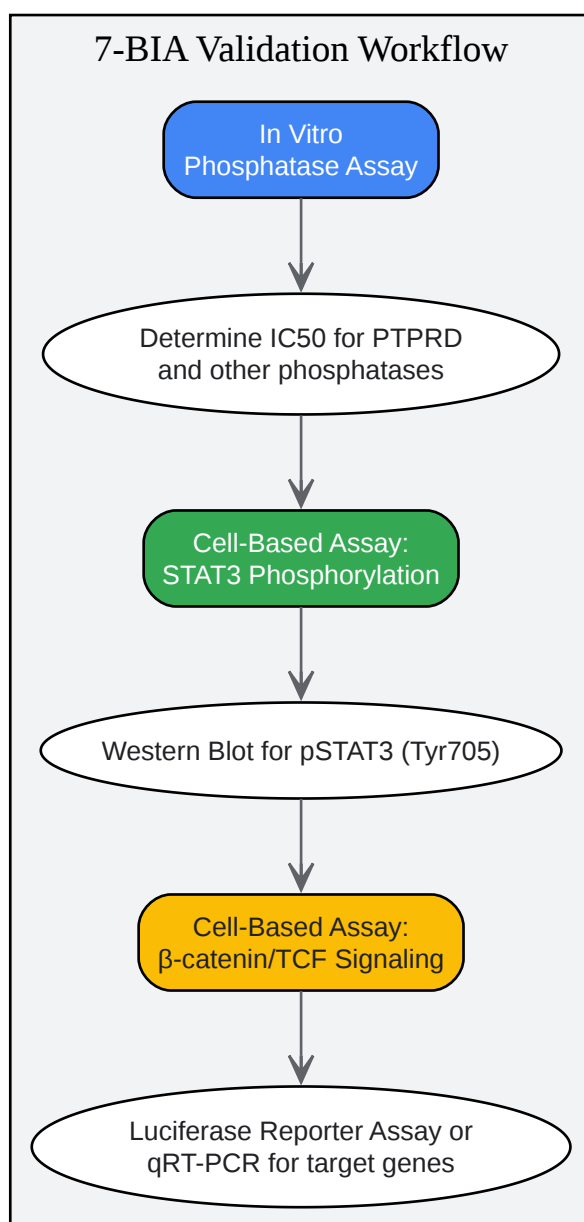 7-BIA Validation Workflow
In Vitro
Phosphatase Assay
Determine IC50 for PTPRD
and other phosphatases
Cell-Based Assay:
STAT3 Phosphorylation
Western Blot for pSTAT3 (Tyr705)
Cell-Based Assay:
β-catenin/TCF Signaling
Luciferase Reporter Assay or
qRT-PCR for target genes